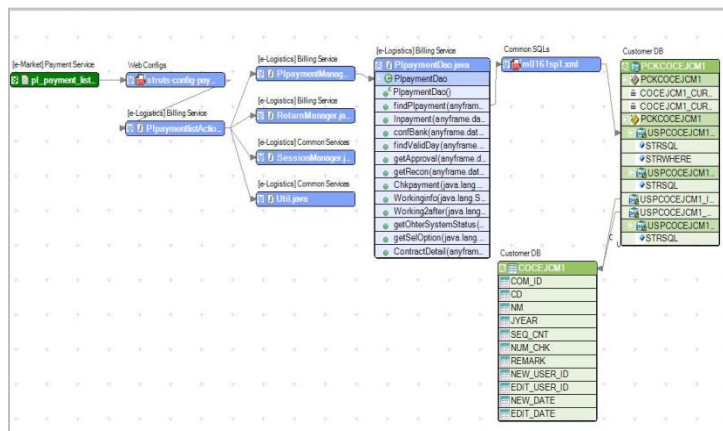 [e-Market] Payment Service
pl_payment_list...
Web Configs
struts-config-pay...
[e-Logistics] Billing Service
PlpaymentlistActio...
[e-Logistics] Billing Service
PlpaymentManag...
[e-Logistics] Billing Service
ReturnManager.ja...
[e-Logistics] Common Services
SessionManager.j...
[e-Logistics] Common Services
Util.java
[e-Logistics] Billing Service
PlpaymentDao.java
PlpaymentDao
PlpaymentDao()
findPlpayment(anyfram...
Inpayment(anyframe.da...
confBank(anyframe.dat...
findValidDay(anyframe....
getApproval(anyframe.d...
getRecon(anyframe.dat...
Chkpayment(java.lang....
Workinginfo(java.lang.S...
Working2after(java.lang...
getOhterSystemStatus(...
getSelOption(java.lang....
ContractDetail(anyfram...
Common SQLs
m0161sp1.xml
Customer DB
PCKCOCEJCM1
PCKCOCEJCM1
COCEJCM1_CUR...
COCEJCM1_CUR...
PCKCOCEJCM1
USPCOCEJCM1...
STRSQL
STRWHERE
USPCOCEJCM1...
STRSQL
USPCOCEJCM1_I...
USPCOCEJCM1_...
USPCOCEJCM1...
STRSQL
C
U
Customer DB
COCEJCM1
COM_ID
CD
NM
JYEAR
SEQ_CNT
NUM_CHK
REMARK
NEW_USER_ID
EDIT_USER_ID
NEW_DATE
EDIT_DATE